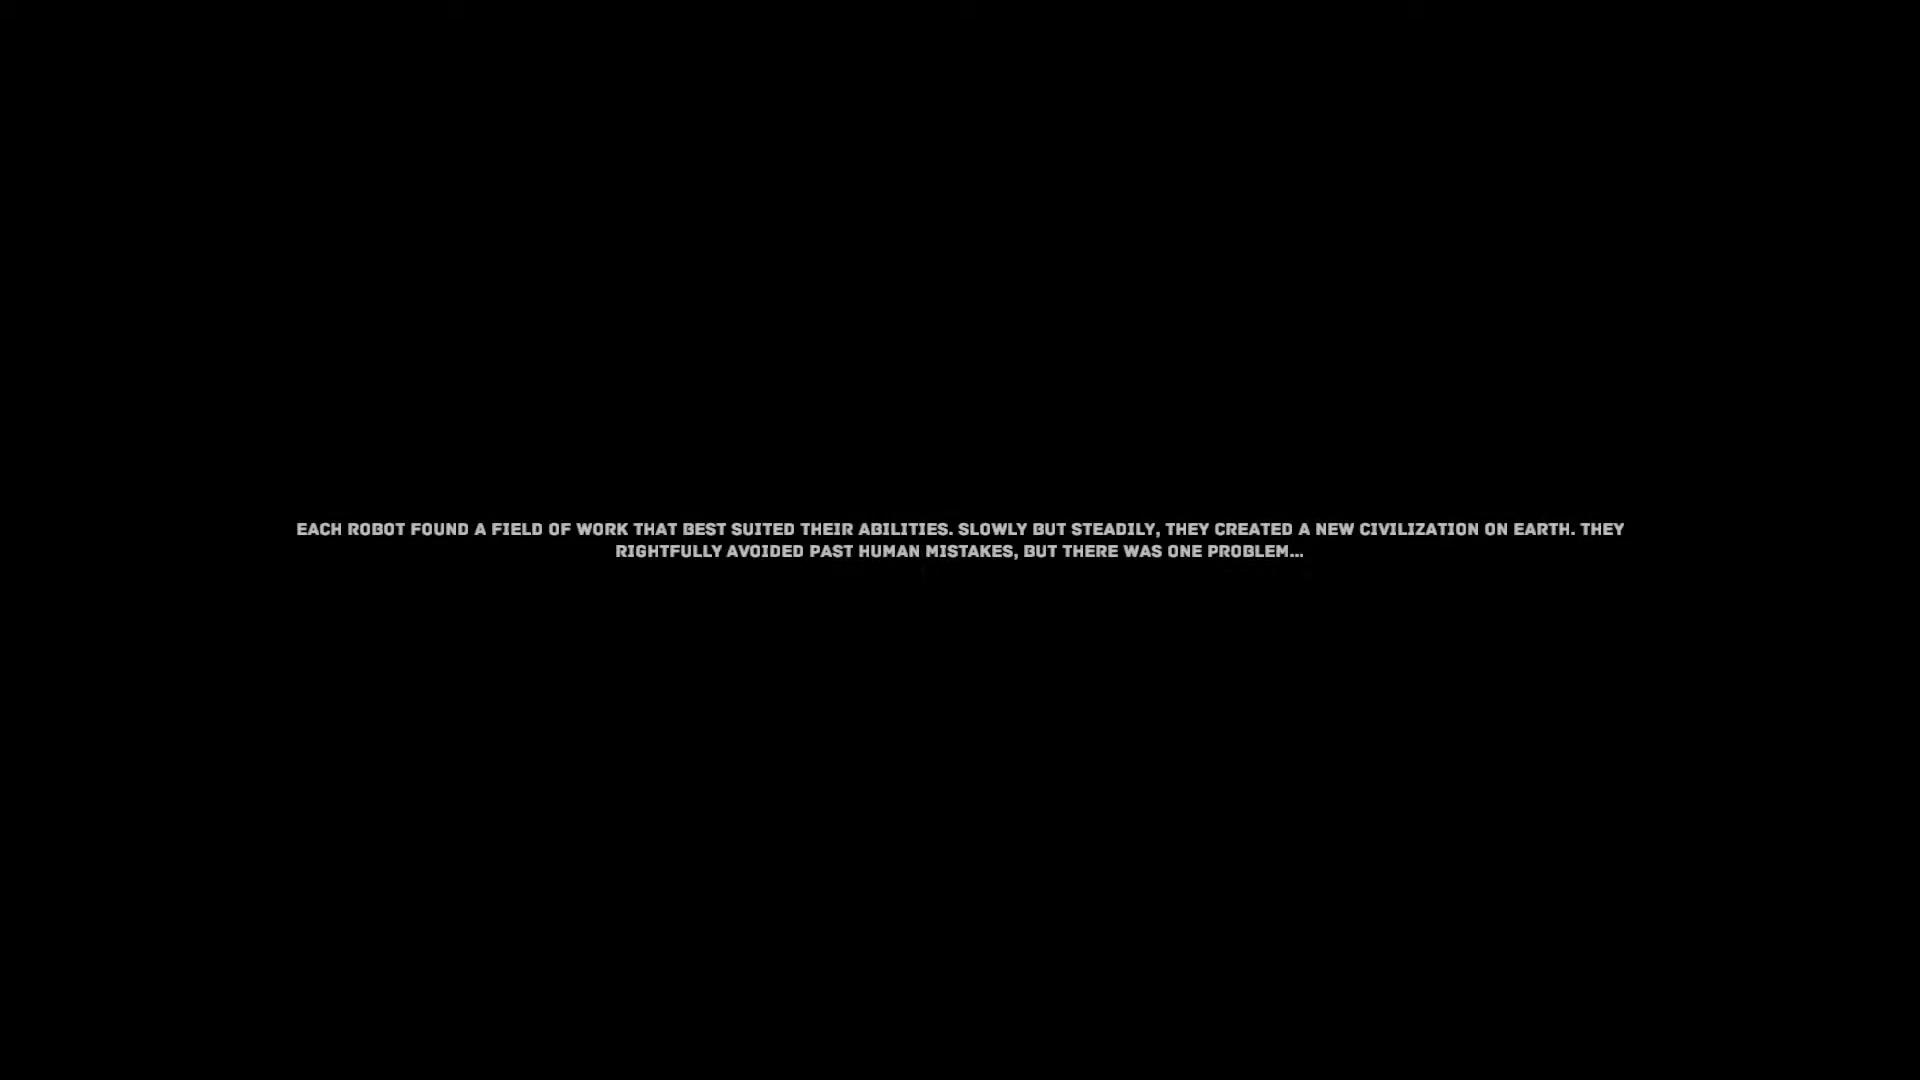 EACH ROBOT FOUND A FIELD OF WORK THAT BEST SUITED THEIR ABILITIES. SLOWLY BUT STEADILY, THEY CREATED A NEW CIVILIZATION ON EARTH. THEY
RIGHTFULLY AVOIDED PAST HUMAN MISTAKES, BUT THERE WAS ONE PROBLEM...